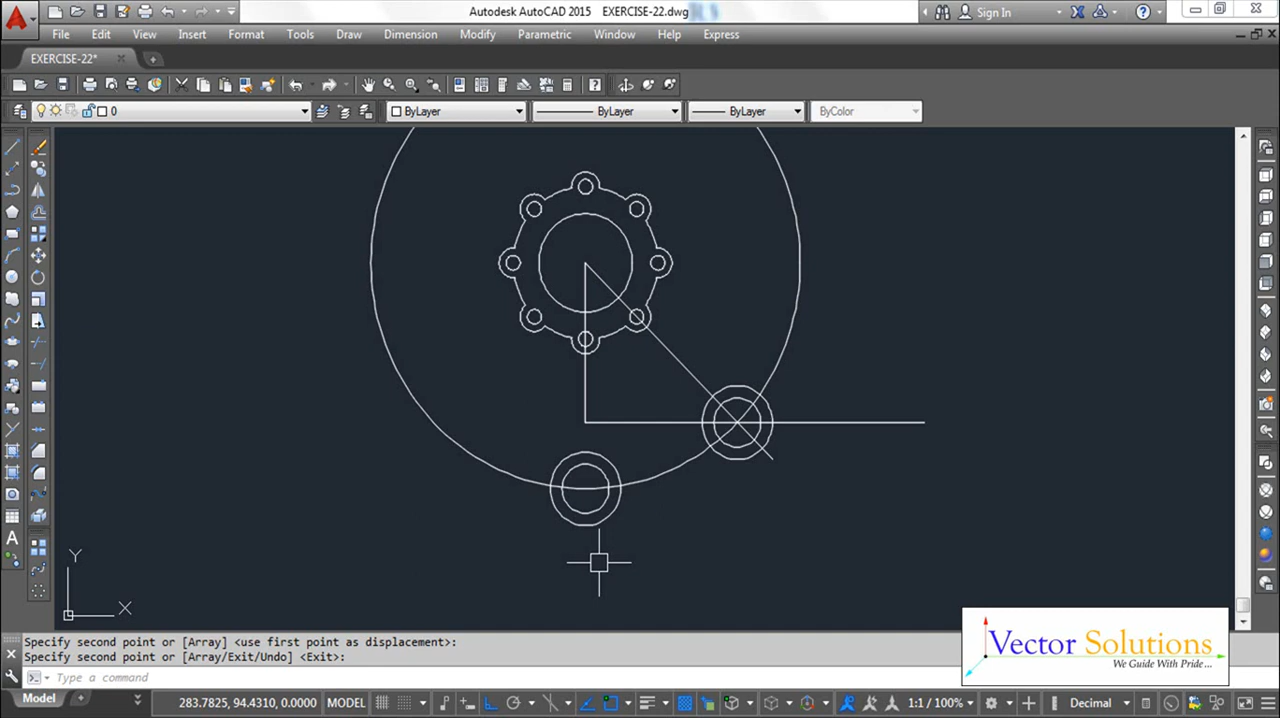 Autodesk AutoCAD 2015 EXERCISE-22.dwg
Sign In
File Edit View Insert Format Tools Draw Dimension Modify Parametric Window Help Express
EXERCISE-22*
0 ByLayer ByLayer ByLayer ByColor
Y
X
A
Specify second point or [Array] <use first point as displacement>:
Specify second point or [Array/Exit/Undo] <Exit>:
Type a command
Vector Solutions
We Guide With Pride ...
Model 283.7825, 94.4310, 0.0000 MODEL 1:1 / 100% Decimal